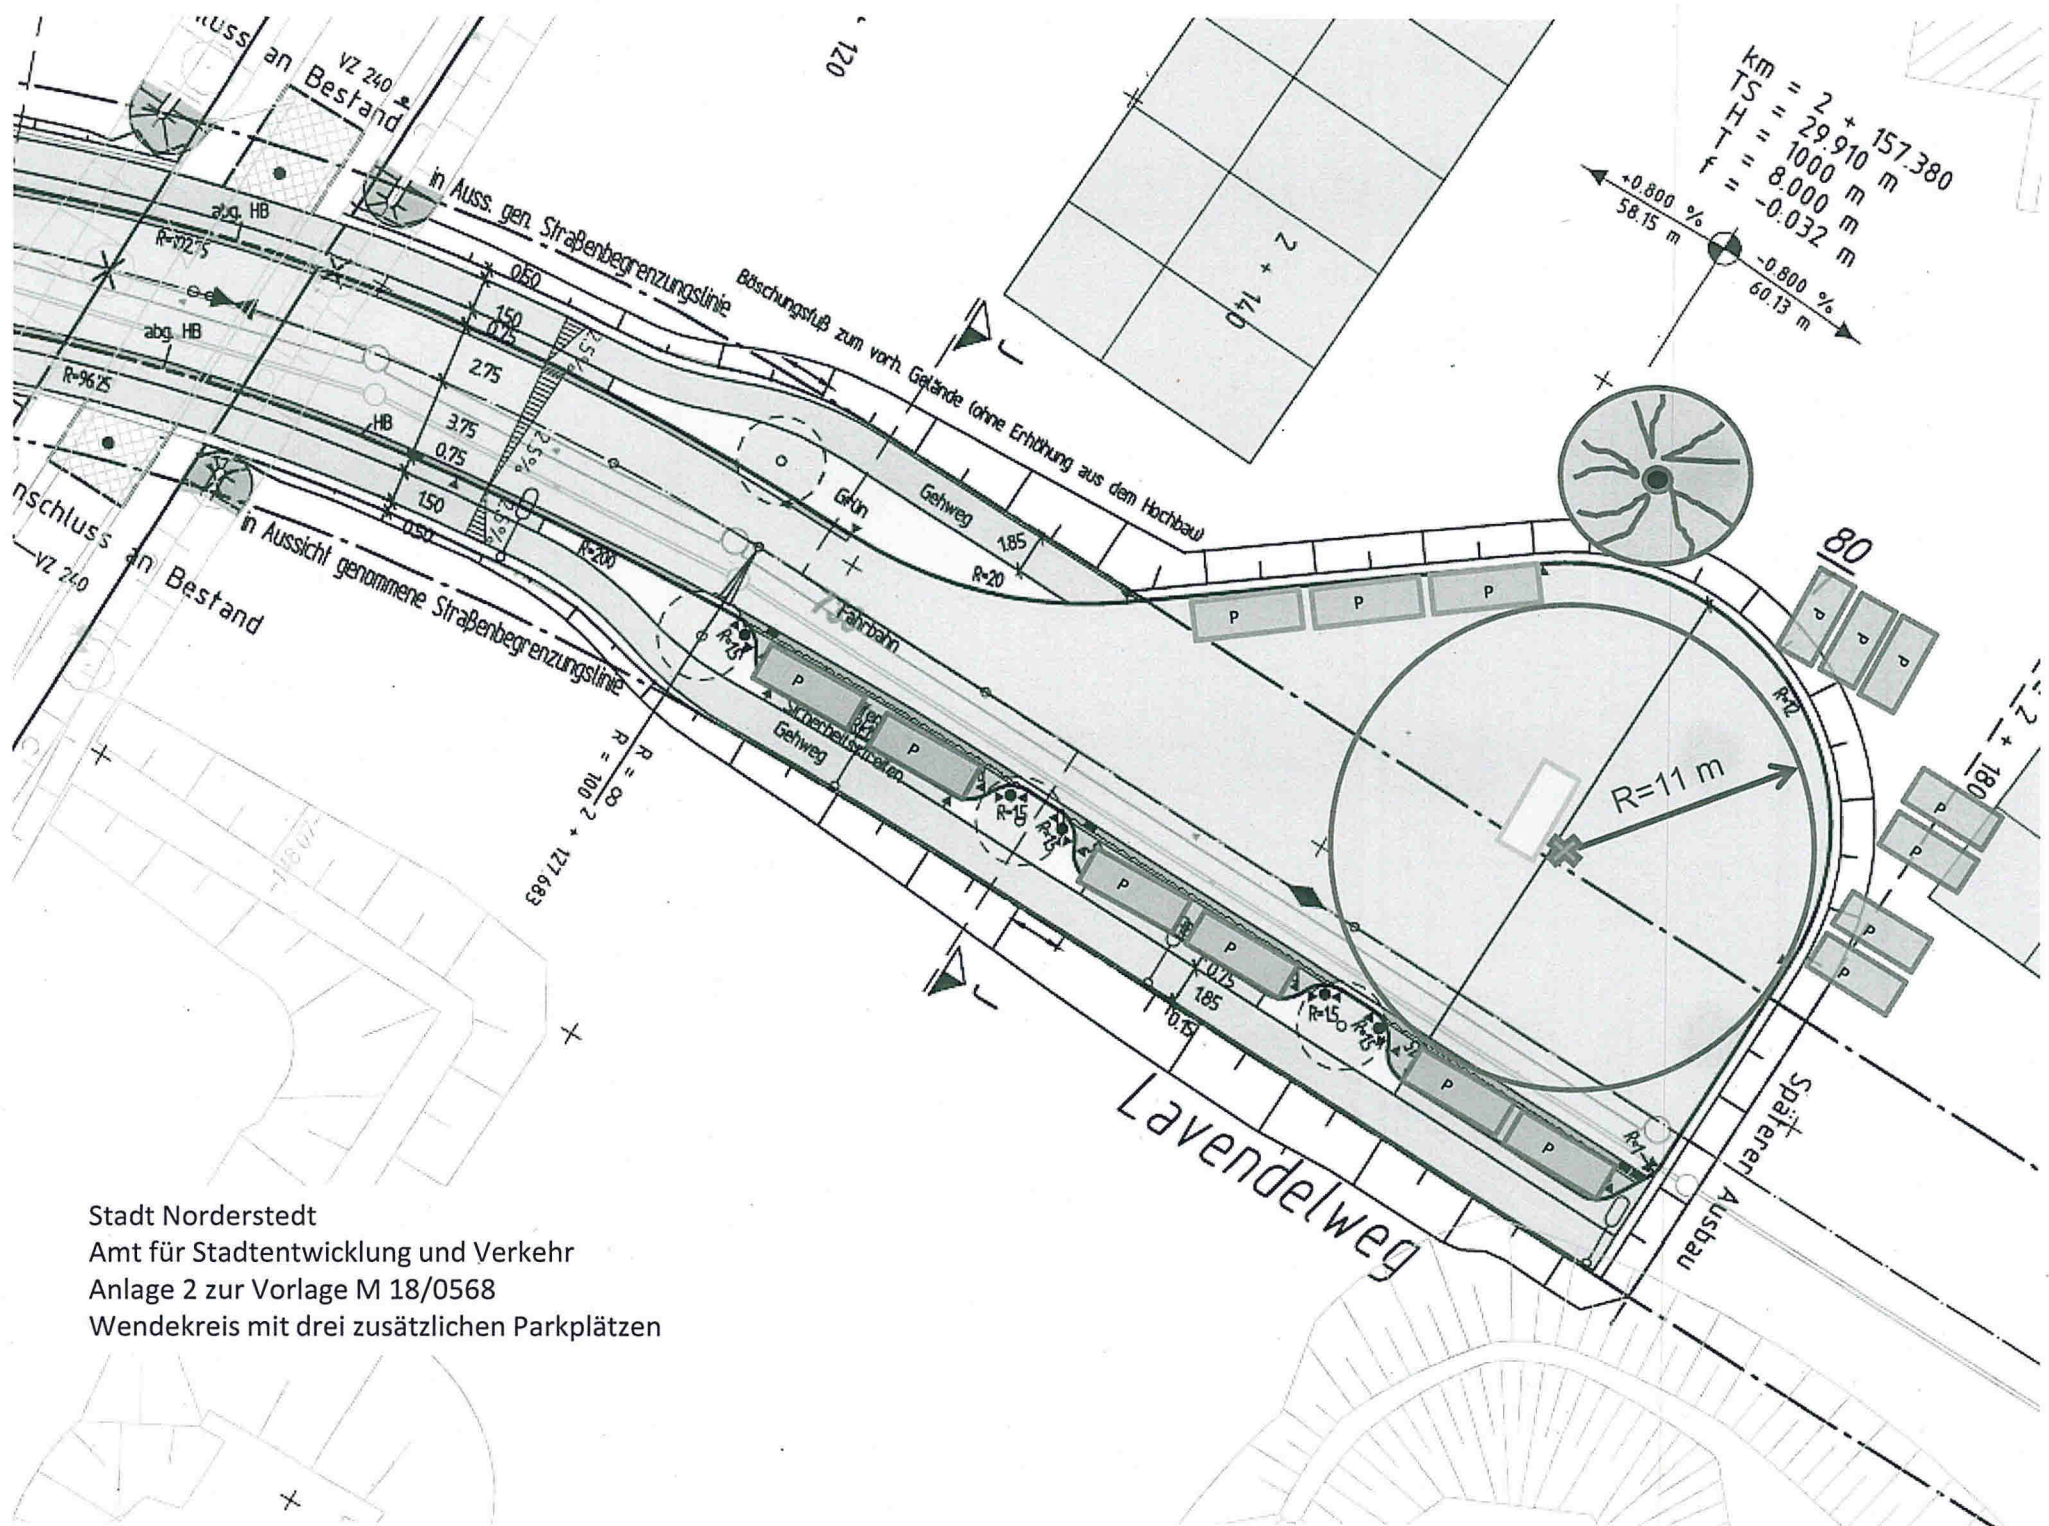 an Bestand
VZ 240
120
km = 2 + 157.380
TS = 29.910 m
H = 1000 m
T = 8.000 m
f = -0.032 m
+0.800 %
58.15 m
-0.800 %
60.13 m
abg. HB
in Auss. gen. Straßenbegrenzungslinie
Böschungsfuß zum vorh. Gelände (ohne Erhöhung aus dem Hochbau)
2 + 140
0.50
1.50
0.75
2.75
3.75
0.75
1.50
0.50
2.5%
2.5%
abg. HB
R=96.25
HB
nschluss an Bestand
VZ 240
in Aussicht genommene Straßenbegrenzungslinie
R=200
Grün
Gehweg
1.85
R=20
Fahrbahn
80
P
P
P
P
P
P
R=12
2 + 180
R=11 m
P
P
Sicherheitsstreifen
Gehweg
R = ∞
R = 100
2 + 127.683
R=1.5
P
P
P
P
P
P
0.75
1.85
0.15
R=1.5
P
P
Lavendelweg
Späterer Ausbau
Stadt Norderstedt
Amt für Stadtentwicklung und Verkehr
Anlage 2 zur Vorlage M 18/0568
Wendekreis mit drei zusätzlichen Parkplätzen